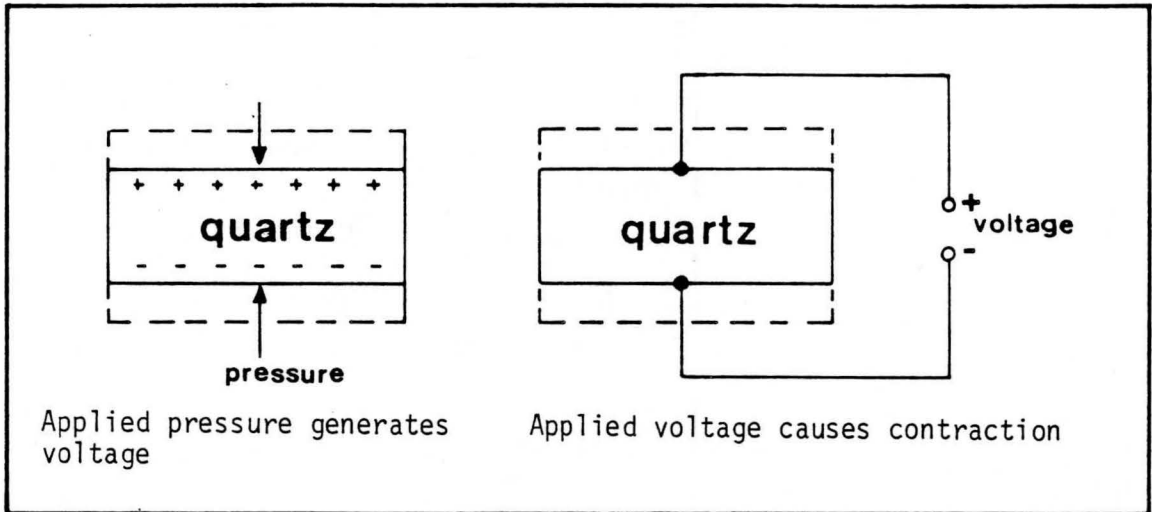 + + + + + + +
quartz
- - - - - - -
pressure
Applied pressure generates
voltage
quartz
+
voltage
-
Applied voltage causes contraction